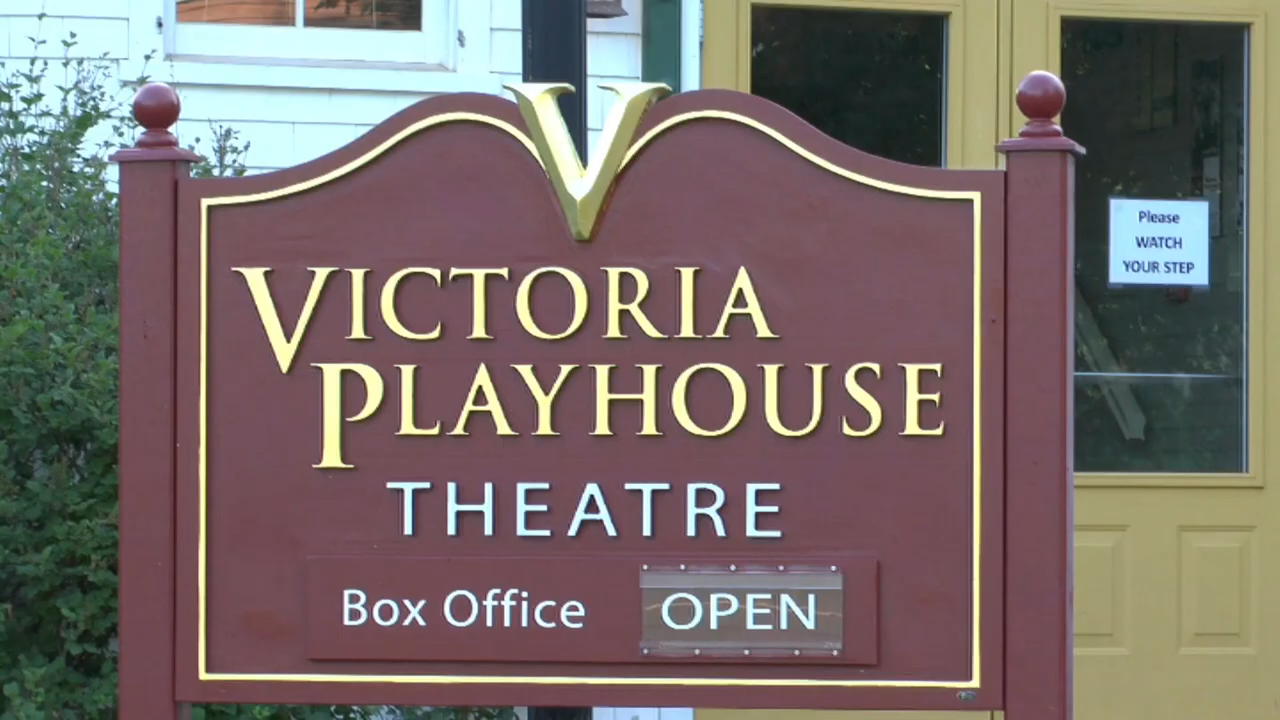 V
VICTORIA
PLAYHOUSE
THEATRE
Box Office OPEN
Please
WATCH
YOUR STEP